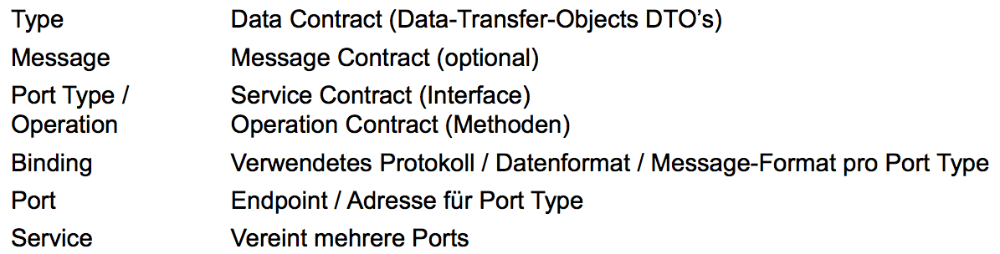 Type Data Contract (Data-Transfer-Objects DTO’s)
Message Message Contract (optional)
Port Type / Service Contract (Interface)
Operation Operation Contract (Methoden)
Binding Verwendetes Protokoll / Datenformat / Message-Format pro Port Type
Port Endpoint / Adresse für Port Type
Service Vereint mehrere Ports